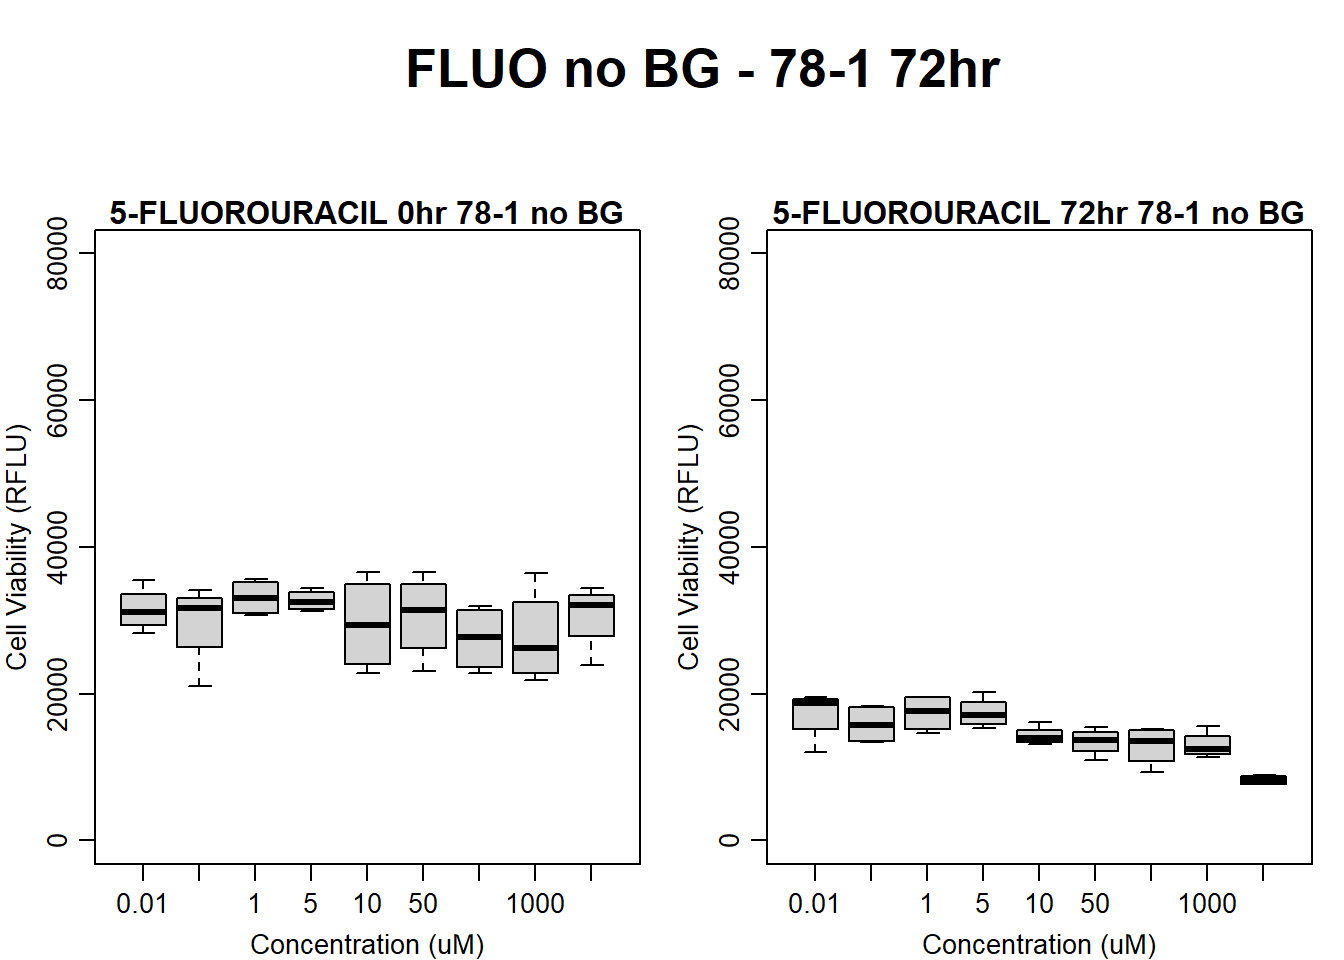 FLUO no BG - 78-1 72hr
5-FLUOROURACIL 0hr 78-1 no BG
Cell Viability (RFLU)
80000
60000
40000
20000
0
0.01 1 5 10 50 1000
Concentration (uM)
5-FLUOROURACIL 72hr 78-1 no BG
Cell Viability (RFLU)
80000
60000
40000
20000
0
0.01 1 5 10 50 1000
Concentration (uM)